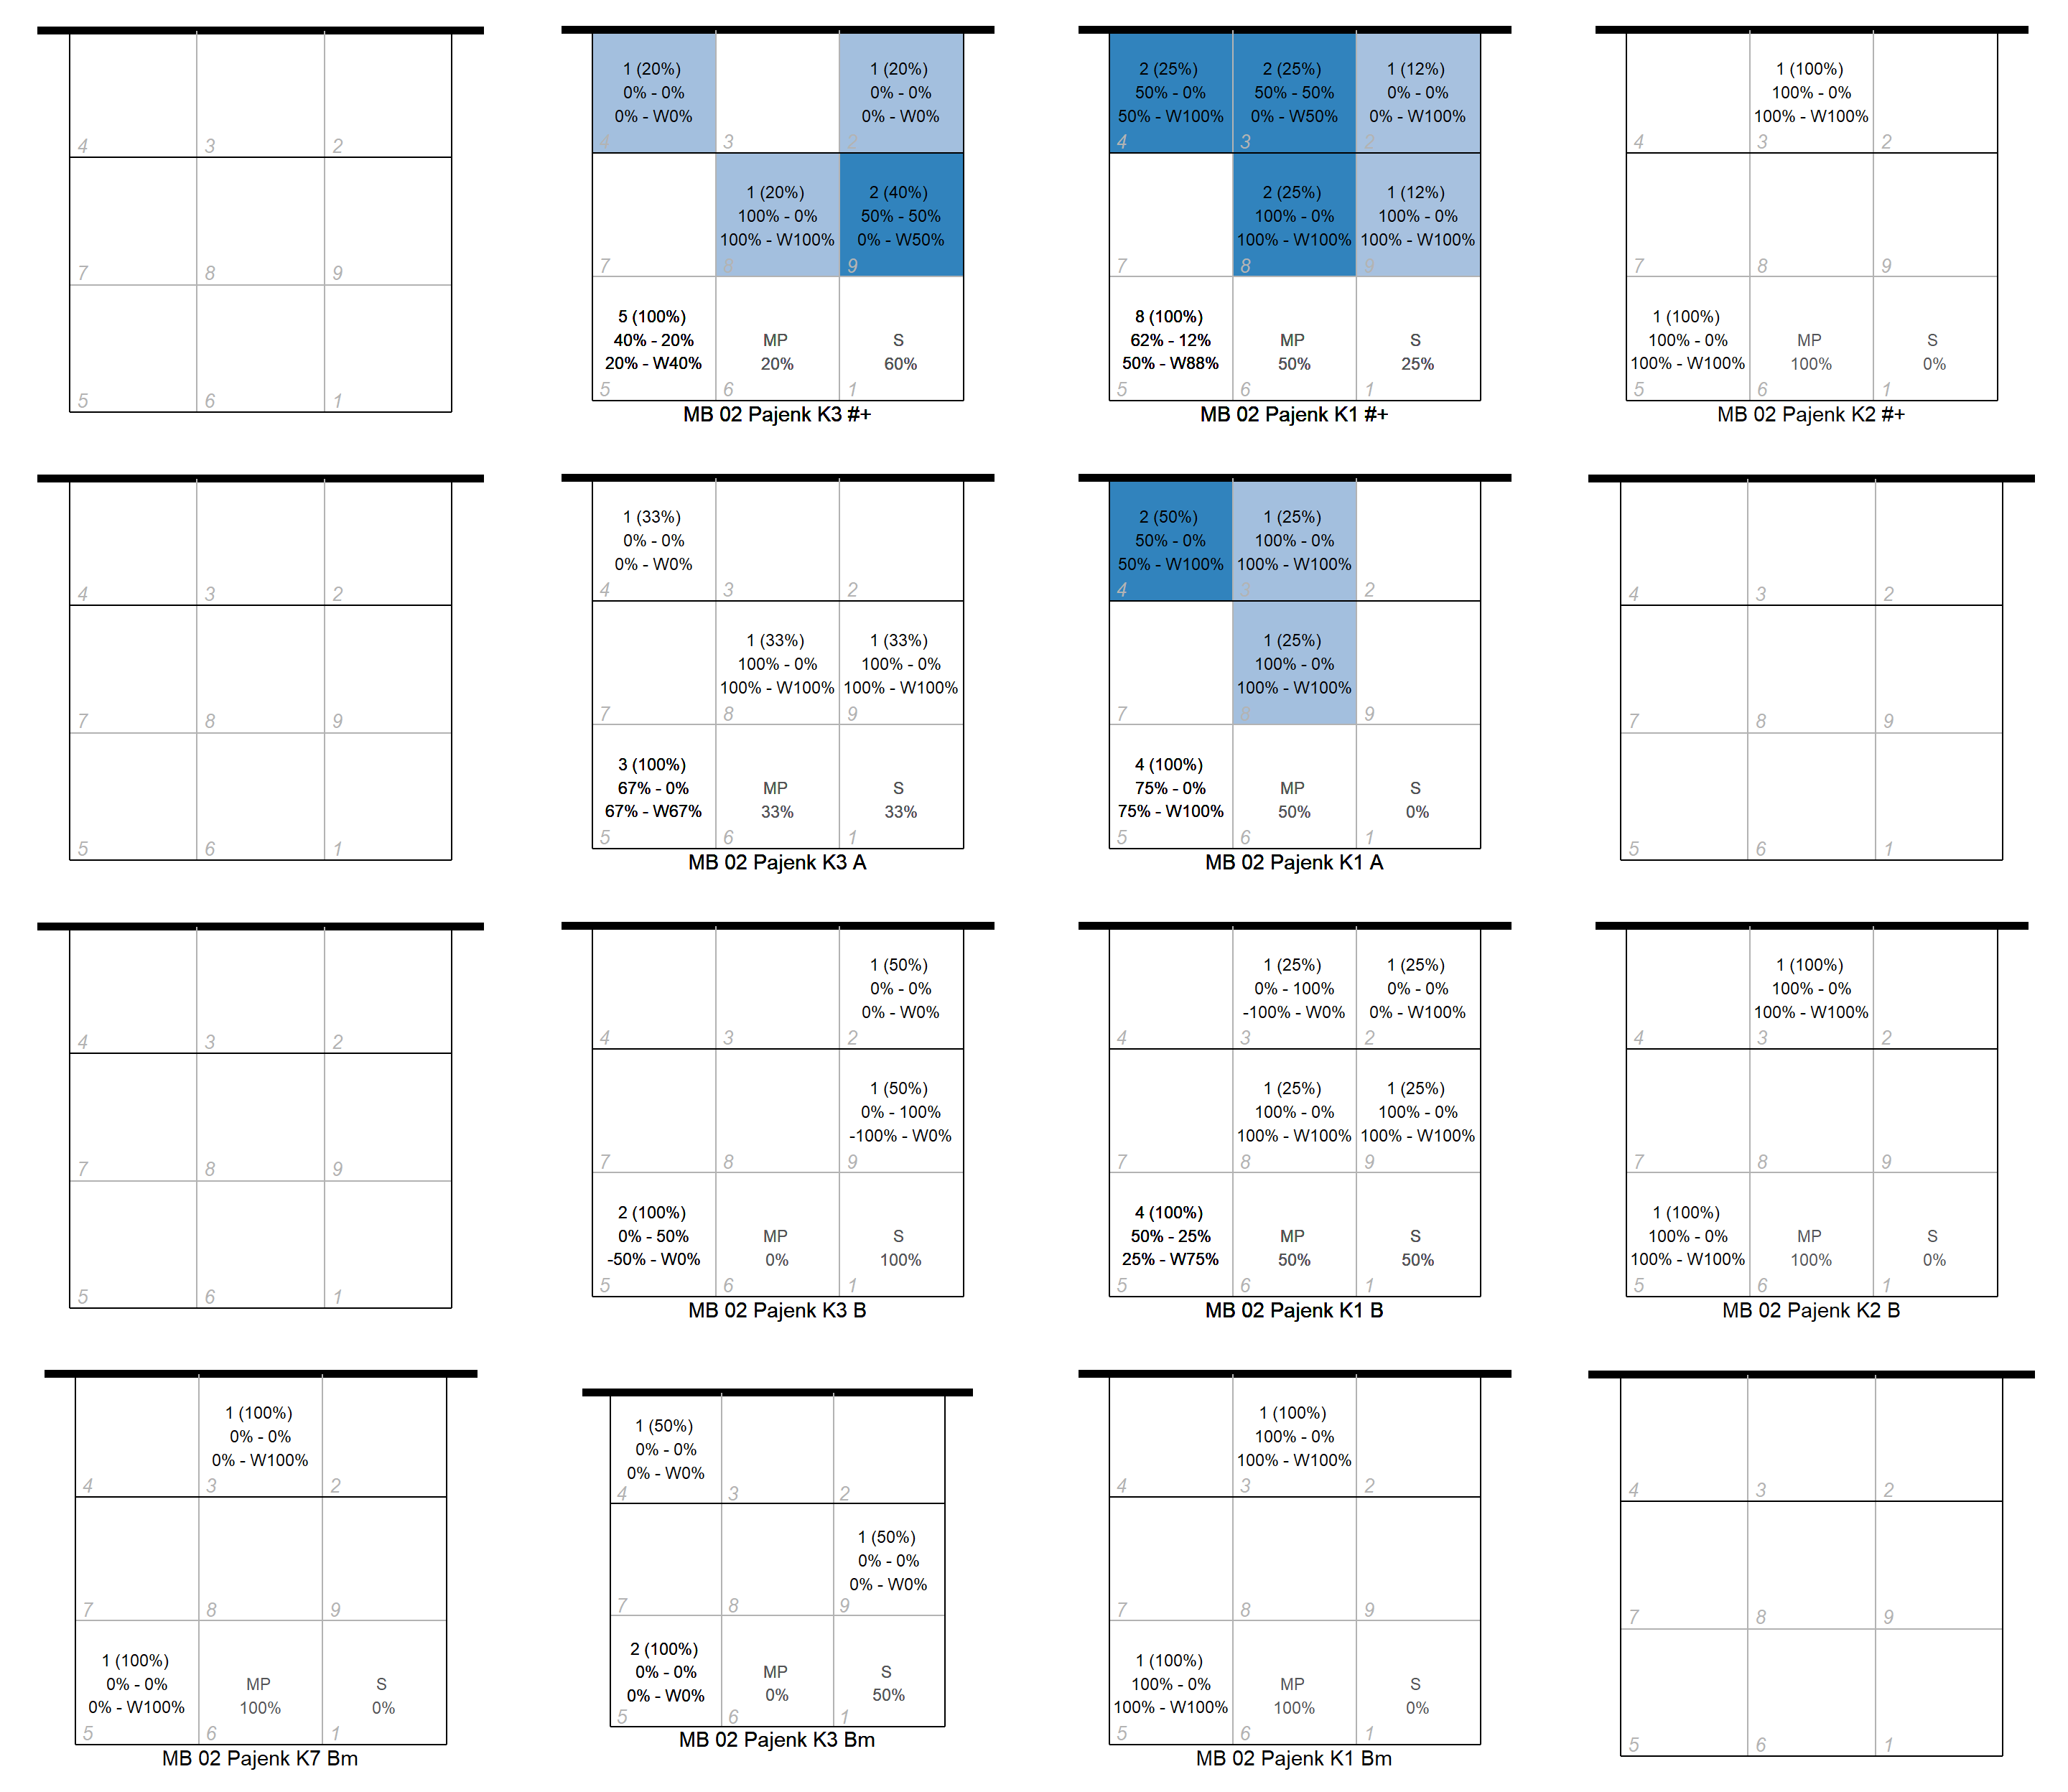 4
3
2
7
8
9
5
6
1
1 (20%)
0% - 0%
0% - W0%
4
3
1 (20%)
0% - 0%
0% - W0%
2
7
1 (20%)
100% - 0%
100% - W100%
8
2 (40%)
50% - 50%
0% - W50%
9
5 (100%)
40% - 20%
20% - W40%
5
MP
20%
6
S
60%
1
MB 02 Pajenk K3 #+
2 (25%)
50% - 0%
50% - W100%
4
2 (25%)
50% - 50%
0% - W50%
3
1 (12%)
0% - 0%
0% - W100%
2
7
2 (25%)
100% - 0%
100% - W100%
8
1 (12%)
100% - 0%
100% - W100%
9
8 (100%)
62% - 12%
50% - W88%
5
MP
50%
6
S
25%
1
MB 02 Pajenk K1 #+
4
1 (100%)
100% - 0%
100% - W100%
3
2
7
8
9
1 (100%)
100% - 0%
100% - W100%
5
MP
100%
6
S
0%
1
MB 02 Pajenk K2 #+
4
3
2
7
8
9
5
6
1
1 (33%)
0% - 0%
0% - W0%
4
3
2
7
1 (33%)
100% - 0%
100% - W100%
8
1 (33%)
100% - 0%
100% - W100%
9
3 (100%)
67% - 0%
67% - W67%
5
MP
33%
6
S
33%
1
MB 02 Pajenk K3 A
2 (50%)
50% - 0%
50% - W100%
4
1 (25%)
100% - 0%
100% - W100%
3
2
7
1 (25%)
100% - 0%
100% - W100%
8
9
4 (100%)
75% - 0%
75% - W100%
5
MP
50%
6
S
0%
1
MB 02 Pajenk K1 A
4
3
2
7
8
9
5
6
1
4
3
2
7
8
9
5
6
1
4
3
1 (50%)
0% - 0%
0% - W0%
2
7
8
1 (50%)
0% - 100%
-100% - W0%
9
2 (100%)
0% - 50%
-50% - W0%
5
MP
0%
6
S
100%
1
MB 02 Pajenk K3 B
4
1 (25%)
0% - 100%
-100% - W0%
3
1 (25%)
0% - 0%
0% - W100%
2
7
1 (25%)
100% - 0%
100% - W100%
8
1 (25%)
100% - 0%
100% - W100%
9
4 (100%)
50% - 25%
25% - W75%
5
MP
50%
6
S
50%
1
MB 02 Pajenk K1 B
4
1 (100%)
100% - 0%
100% - W100%
3
2
7
8
9
1 (100%)
100% - 0%
100% - W100%
5
MP
100%
6
S
0%
1
MB 02 Pajenk K2 B
4
1 (100%)
0% - 0%
0% - W100%
3
2
7
8
9
1 (100%)
0% - 0%
0% - W100%
5
MP
100%
6
S
0%
1
MB 02 Pajenk K7 Bm
1 (50%)
0% - 0%
0% - W0%
4
3
2
7
8
1 (50%)
0% - 0%
0% - W0%
9
2 (100%)
0% - 0%
0% - W0%
5
MP
0%
6
S
50%
1
MB 02 Pajenk K3 Bm
4
1 (100%)
100% - 0%
100% - W100%
3
2
7
8
9
1 (100%)
100% - 0%
100% - W100%
5
MP
100%
6
S
0%
1
MB 02 Pajenk K1 Bm
4
3
2
7
8
9
5
6
1